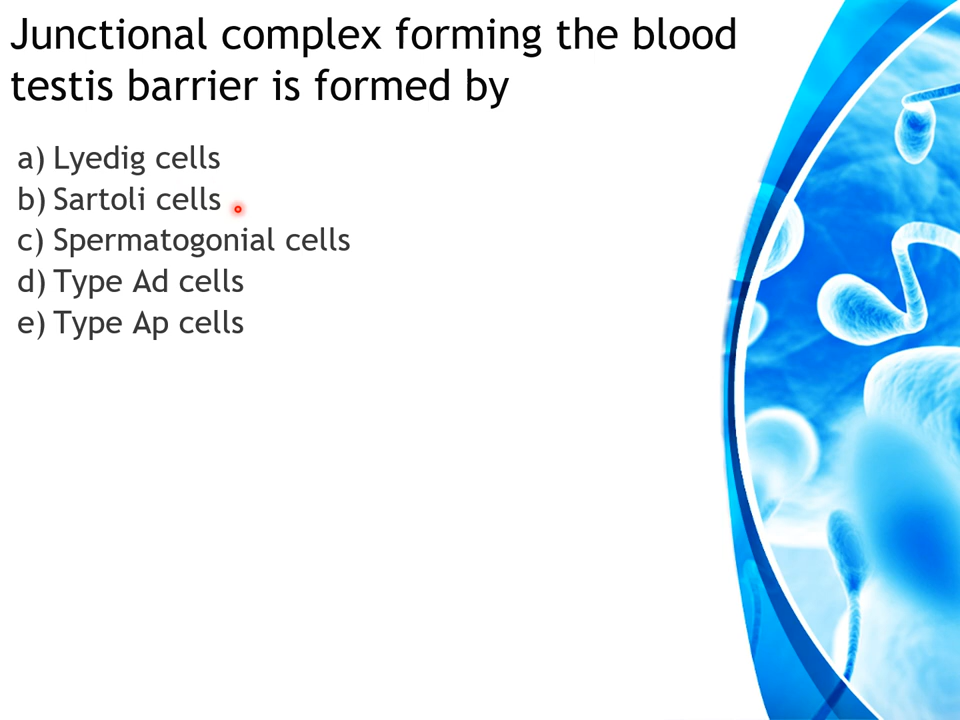 Junctional complex forming the blood
testis barrier is formed by
a) Lyedig cells
b) Sartoli cells
c) Spermatogonial cells
d) Type Ad cells
e) Type Ap cells